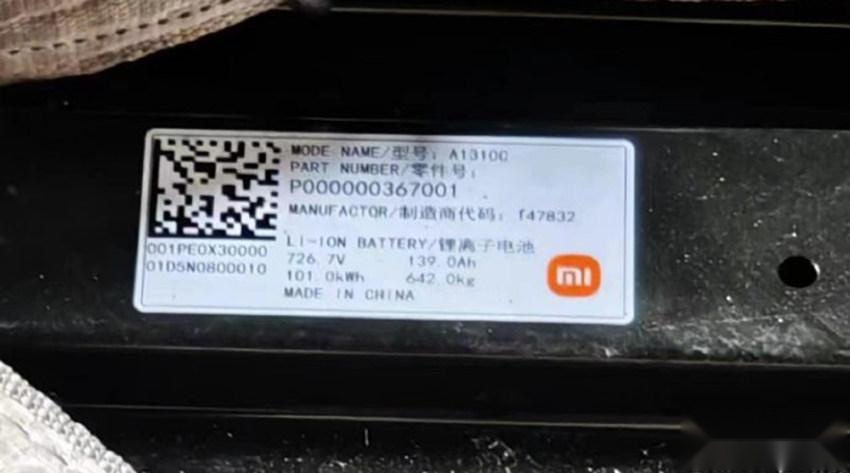 MODE NAME/型号: A13100
PART NUMBER/零件号:
P000000367001
MANUFACTOR/制造商代码: f47832
001PE0X30000
01D5N0800010
LI-ION BATTERY/锂离子电池
726.7V 139.0Ah
101.0kWh 642.0kg
MADE IN CHINA
mi